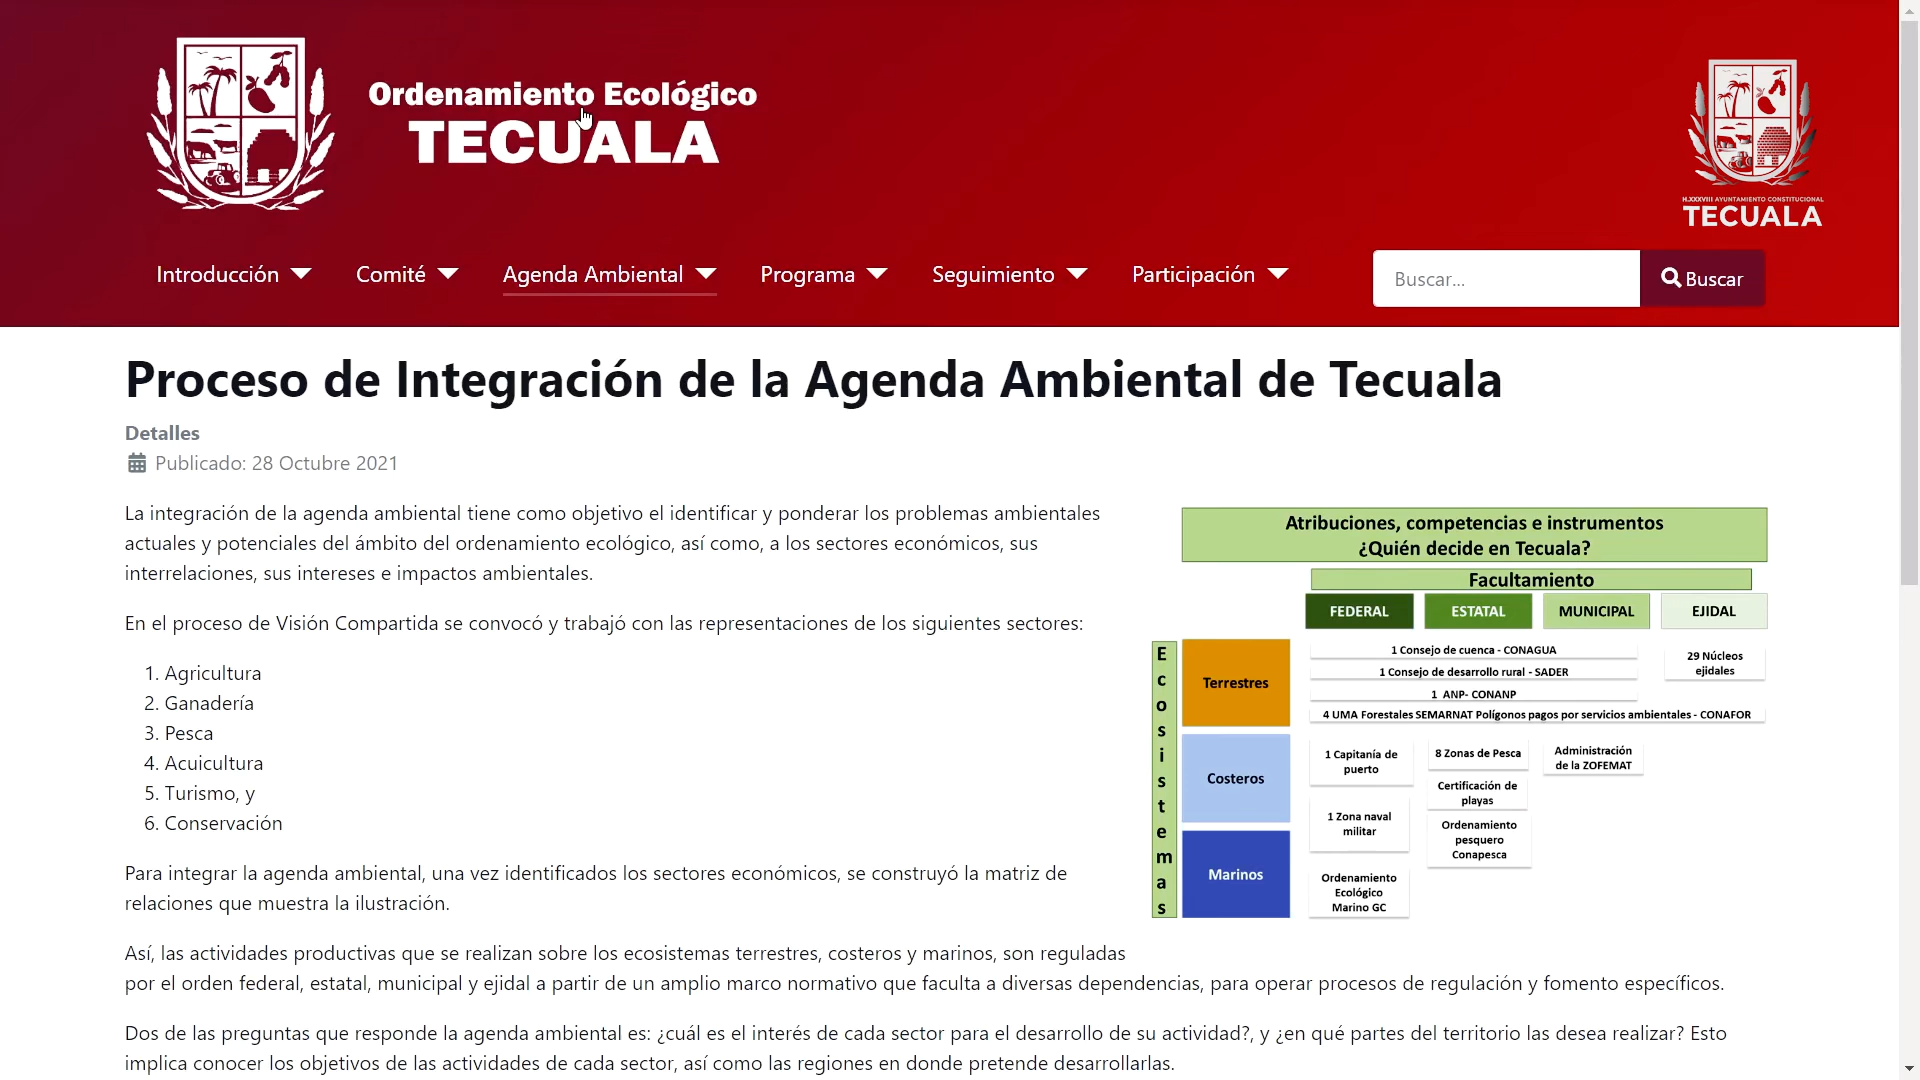 Ordenamiento Ecológico
TECUALA
H.XXXVIII AYUNTAMIENTO CONSTITUCIONAL
TECUALA
Introducción
Comité
Agenda Ambiental
Programa
Seguimiento
Participación
Buscar...
Buscar
Proceso de Integración de la Agenda Ambiental de Tecuala
Detalles
Publicado: 28 Octubre 2021
La integración de la agenda ambiental tiene como objetivo el identificar y ponderar los problemas ambientales
actuales y potenciales del ámbito del ordenamiento ecológico, así como, a los sectores económicos, sus
interrelaciones, sus intereses e impactos ambientales.
En el proceso de Visión Compartida se convocó y trabajó con las representaciones de los siguientes sectores:
1. Agricultura
2. Ganadería
3. Pesca
4. Acuicultura
5. Turismo, y
6. Conservación
Para integrar la agenda ambiental, una vez identificados los sectores económicos, se construyó la matriz de
relaciones que muestra la ilustración.
Atribuciones, competencias e instrumentos
¿Quién decide en Tecuala?
Facultamiento
FEDERAL
ESTATAL
MUNICIPAL
EJIDAL
Ecosistemas
Terrestres
1 Consejo de cuenca - CONAGUA
1 Consejo de desarrollo rural - SADER
1 ANP- CONANP
29 Núcleos
ejidales
4 UMA Forestales SEMARNAT Polígonos pagos por servicios ambientales - CONAFOR
Costeros
1 Capitanía de
puerto
8 Zonas de Pesca
Administración
de la ZOFEMAT
Certificación de
playas
1 Zona naval
militar
Ordenamiento
pesquero
Conapesca
Marinos
Ordenamiento
Ecológico
Marino GC
Así, las actividades productivas que se realizan sobre los ecosistemas terrestres, costeros y marinos, son reguladas
por el orden federal, estatal, municipal y ejidal a partir de un amplio marco normativo que faculta a diversas dependencias, para operar procesos de regulación y fomento específicos.
Dos de las preguntas que responde la agenda ambiental es: ¿cuál es el interés de cada sector para el desarrollo de su actividad?, y ¿en qué partes del territorio las desea realizar? Esto
implica conocer los objetivos de las actividades de cada sector, así como las regiones en donde pretende desarrollarlas.